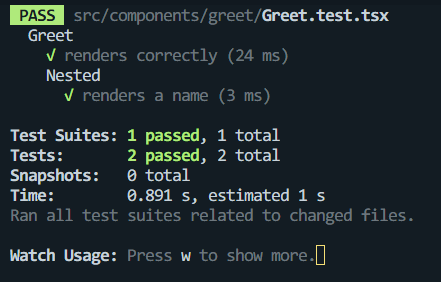 PASS src/components/greet/Greet.test.tsx
Greet
√ renders correctly (24 ms)
Nested
√ renders a name (3 ms)
Test Suites: 1 passed, 1 total
Tests: 2 passed, 2 total
Snapshots: 0 total
Time: 0.891 s, estimated 1 s
Ran all test suites related to changed files.
Watch Usage: Press w to show more.